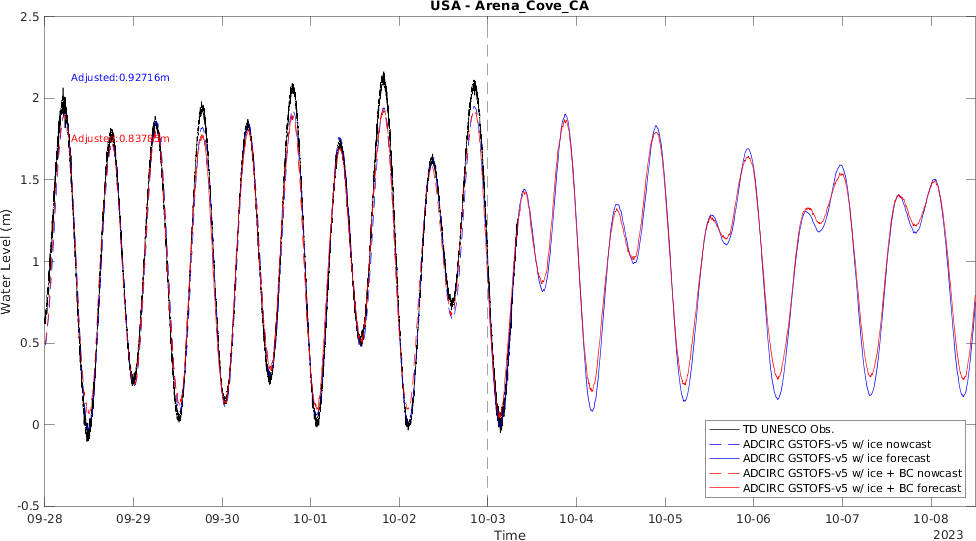 USA - Arena_Cove_CA
2.5
2
1.5
1
0.5
0
-0.5
Water Level (m)
Adjusted:0.92716m
TD UNESCO Obs.
ADCIRC GSTOFS-v5 w/ ice nowcast
ADCIRC GSTOFS-v5 w/ ice forecast
ADCIRC GSTOFS-v5 w/ ice + BC nowcast
ADCIRC GSTOFS-v5 w/ ice + BC forecast
09-28 09-29 09-30 10-01 10-02 10-03 10-04 10-05 10-06 10-07 10-08
Time
2023